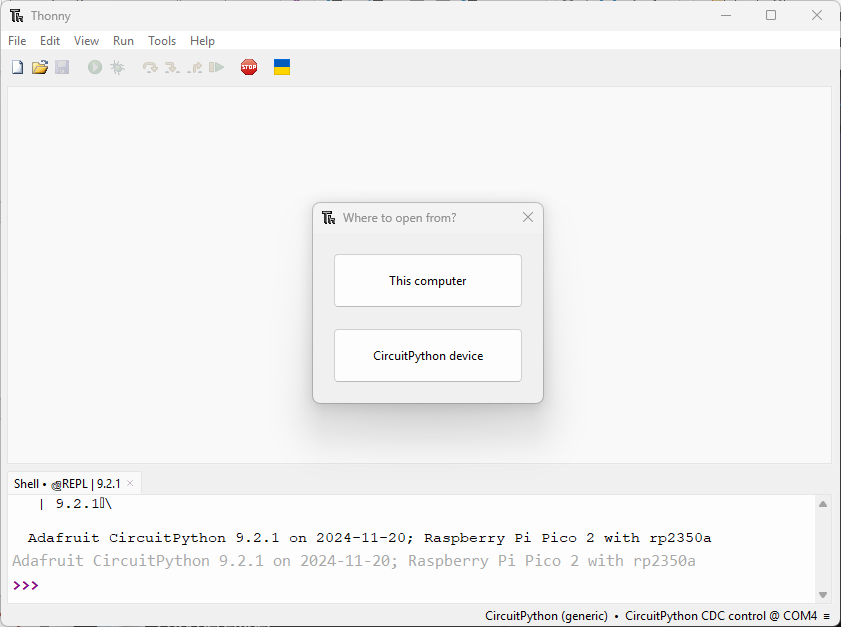 Thonny
File Edit View Run Tools Help
STOP
Where to open from?
This computer
CircuitPython device
Shell • @REPL | 9.2.1 ×
| 9.2.1▯\
Adafruit CircuitPython 9.2.1 on 2024-11-20; Raspberry Pi Pico 2 with rp2350a
Adafruit CircuitPython 9.2.1 on 2024-11-20; Raspberry Pi Pico 2 with rp2350a
>>>
CircuitPython (generic) • CircuitPython CDC control @ COM4 ≡